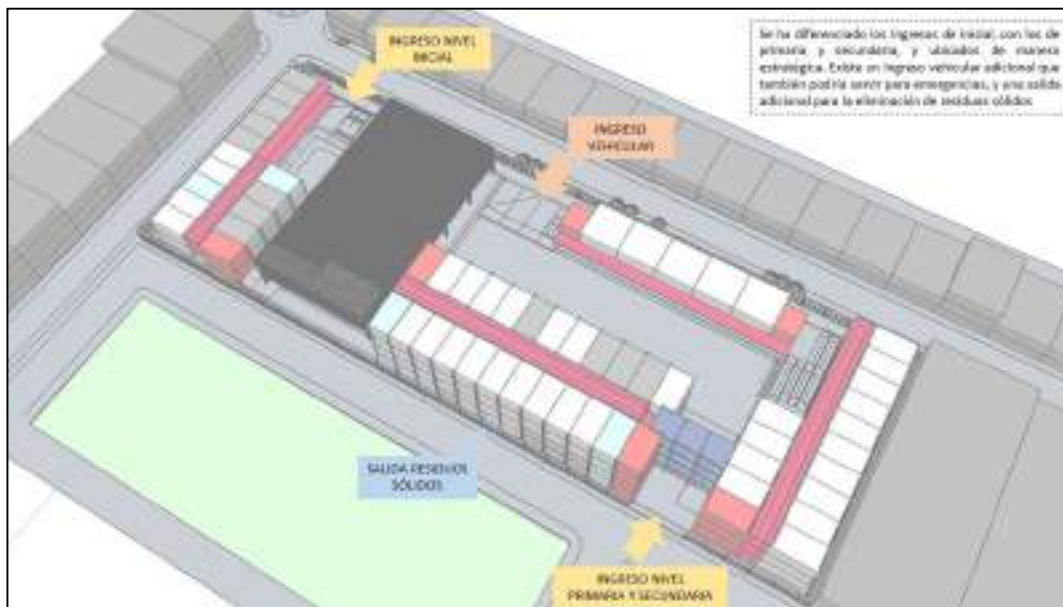 INGRESO NIVEL
INICIAL
Se ha diferenciado los ingresos de inicial, con los de
primaria y secundaria, y ubicados de manera
estratégica. Existe un ingreso vehicular adicional que
también podría servir para emergencias, y una salida
adicional para la eliminación de residuos sólidos
INGRESO
VEHICULAR
SALIDA RESIDUOS
SÓLIDOS
INGRESO NIVEL
PRIMARIA Y SECUNDARIA